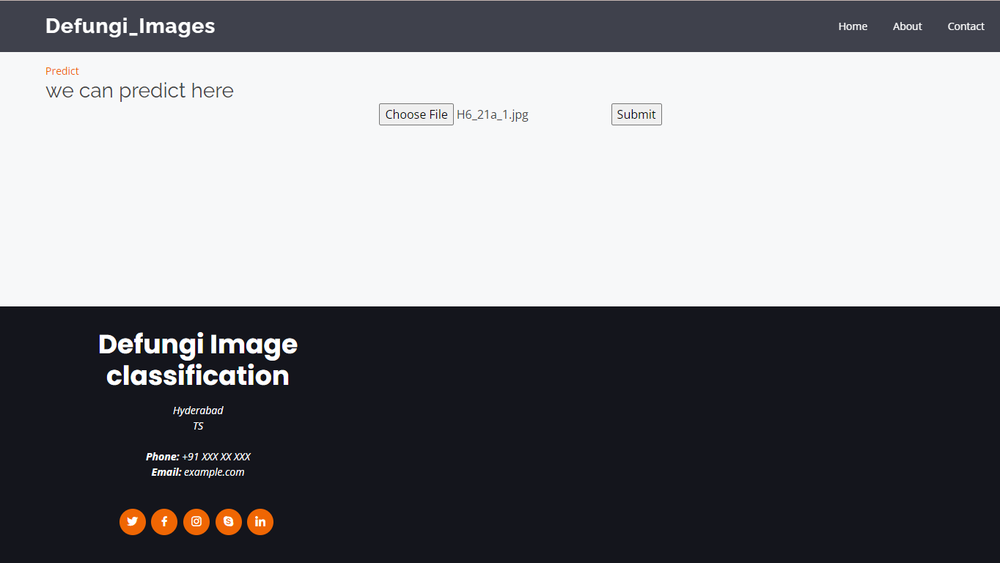 Defungi_Images
Home About Contact
Predict
we can predict here
Choose File H6_21a_1.jpg Submit
Defungi Image
classification
Hyderabad
TS
Phone: +91 XXX XX XXX
Email: example.com